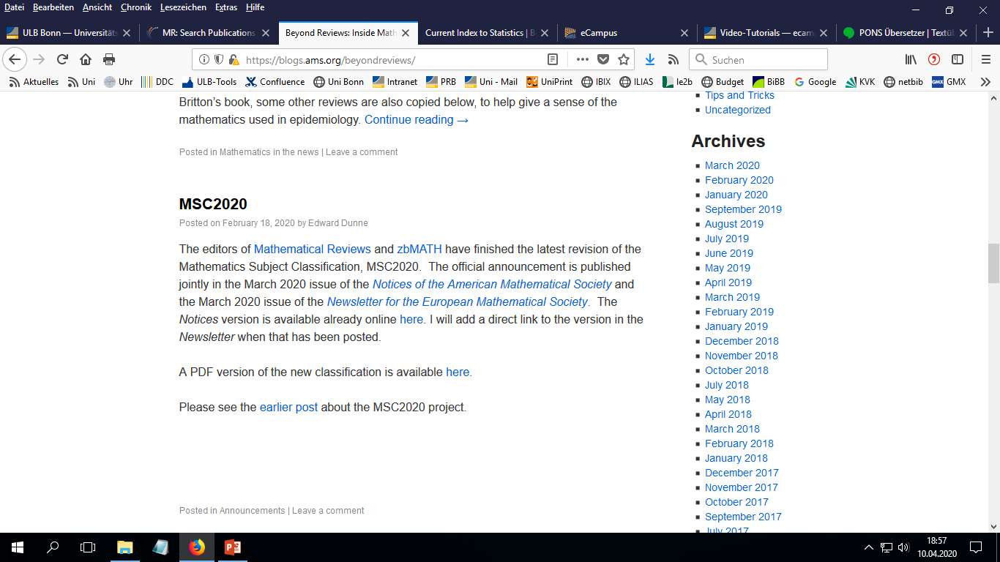 Datei Bearbeiten Ansicht Chronik Lesezeichen Extras Hilfe
ULB Bonn — Universitäts
MR: Search Publications
Beyond Reviews: Inside Math
Current Index to Statistics | B
eCampus
Video-Tutorials — ecam
PONS Übersetzer | Textüb
https://blogs.ams.org/beyondreviews/
Suchen
Aktuelles Uni Uhr DDC ULB-Tools Confluence Uni Bonn Intranet PRB Uni - Mail UniPrint IBIX ILIAS le2b Budget BiBB Google KVK netbib GMX
Britton’s book, some other reviews are also copied below, to help give a sense of the
mathematics used in epidemiology. Continue reading →
Posted in Mathematics in the news | Leave a comment
MSC2020
Posted on February 18, 2020 by Edward Dunne
The editors of Mathematical Reviews and zbMATH have finished the latest revision of the
Mathematics Subject Classification, MSC2020. The official announcement is published
jointly in the March 2020 issue of the Notices of the American Mathematical Society and
the March 2020 issue of the Newsletter for the European Mathematical Society. The
Notices version is available already online here. I will add a direct link to the version in the
Newsletter when that has been posted.
A PDF version of the new classification is available here.
Please see the earlier post about the MSC2020 project.
Posted in Announcements | Leave a comment
Tips and Tricks
Uncategorized
Archives
March 2020
February 2020
January 2020
September 2019
August 2019
July 2019
June 2019
May 2019
April 2019
March 2019
February 2019
January 2019
December 2018
November 2018
October 2018
July 2018
May 2018
April 2018
March 2018
February 2018
January 2018
December 2017
November 2017
October 2017
September 2017
July 2017
18:57
10.04.2020